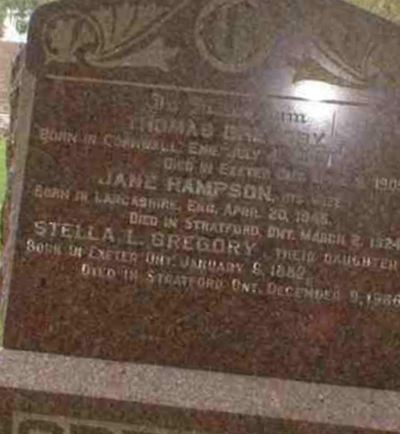 THOMAS
BORN IN CORNWALL, ENG. JULY
DIED IN EXETER
JANE HAMPSON, HIS WIFE
BORN IN LANCASHIRE, ENG. APRIL 20, 1845.
DIED IN STRATFORD, ONT. MARCH 2, 1924
STELLA L. GREGORY, THEIR DAUGHTER
BORN IN EXETER ONT. JANUARY 8, 1882.
DIED IN STRATFORD ONT. DECEMBER 9, 1966